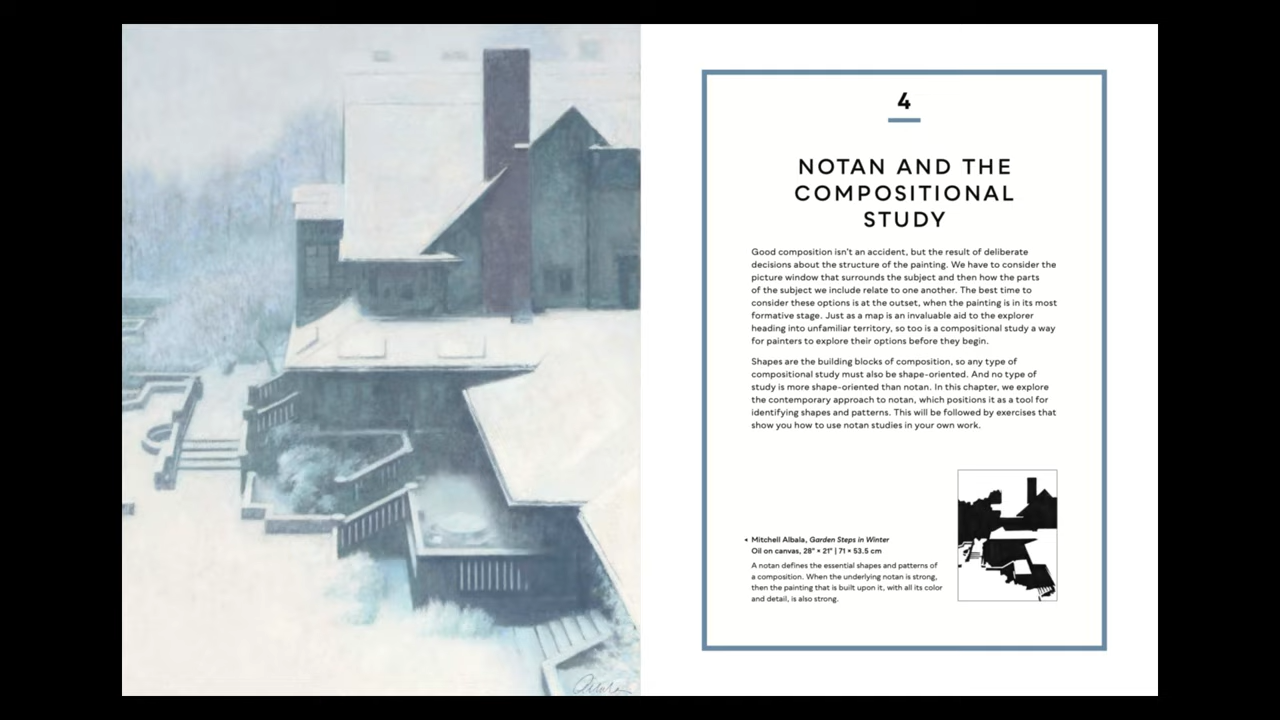 4
NOTAN AND THE
COMPOSITIONAL
STUDY
Good composition isn't an accident, but the result of deliberate
decisions about the structure of the painting. We have to consider the
picture window that surrounds the subject and then how the parts
of the subject we include relate to one another. The best time to
consider these options is at the outset, when the painting is in its most
formative stage. Just as a map is an invaluable aid to the explorer
heading into unfamiliar territory, so too is a compositional study a way
for painters to explore their options before they begin.
Shapes are the building blocks of composition, so any type of
compositional study must also be shape-oriented. And no type of
study is more shape-oriented than notan. In this chapter, we explore
the contemporary approach to notan, which positions it as a tool for
identifying shapes and patterns. This will be followed by exercises that
show you how to use notan studies in your own work.
Mitchell Albala, Garden Steps in Winter
Oil on canvas, 28" × 21" | 71 × 53.5 cm
A notan defines the essential shapes and patterns of
a composition. When the underlying notan is strong,
then the painting that is built upon it, with all its color
and detail, is also strong.